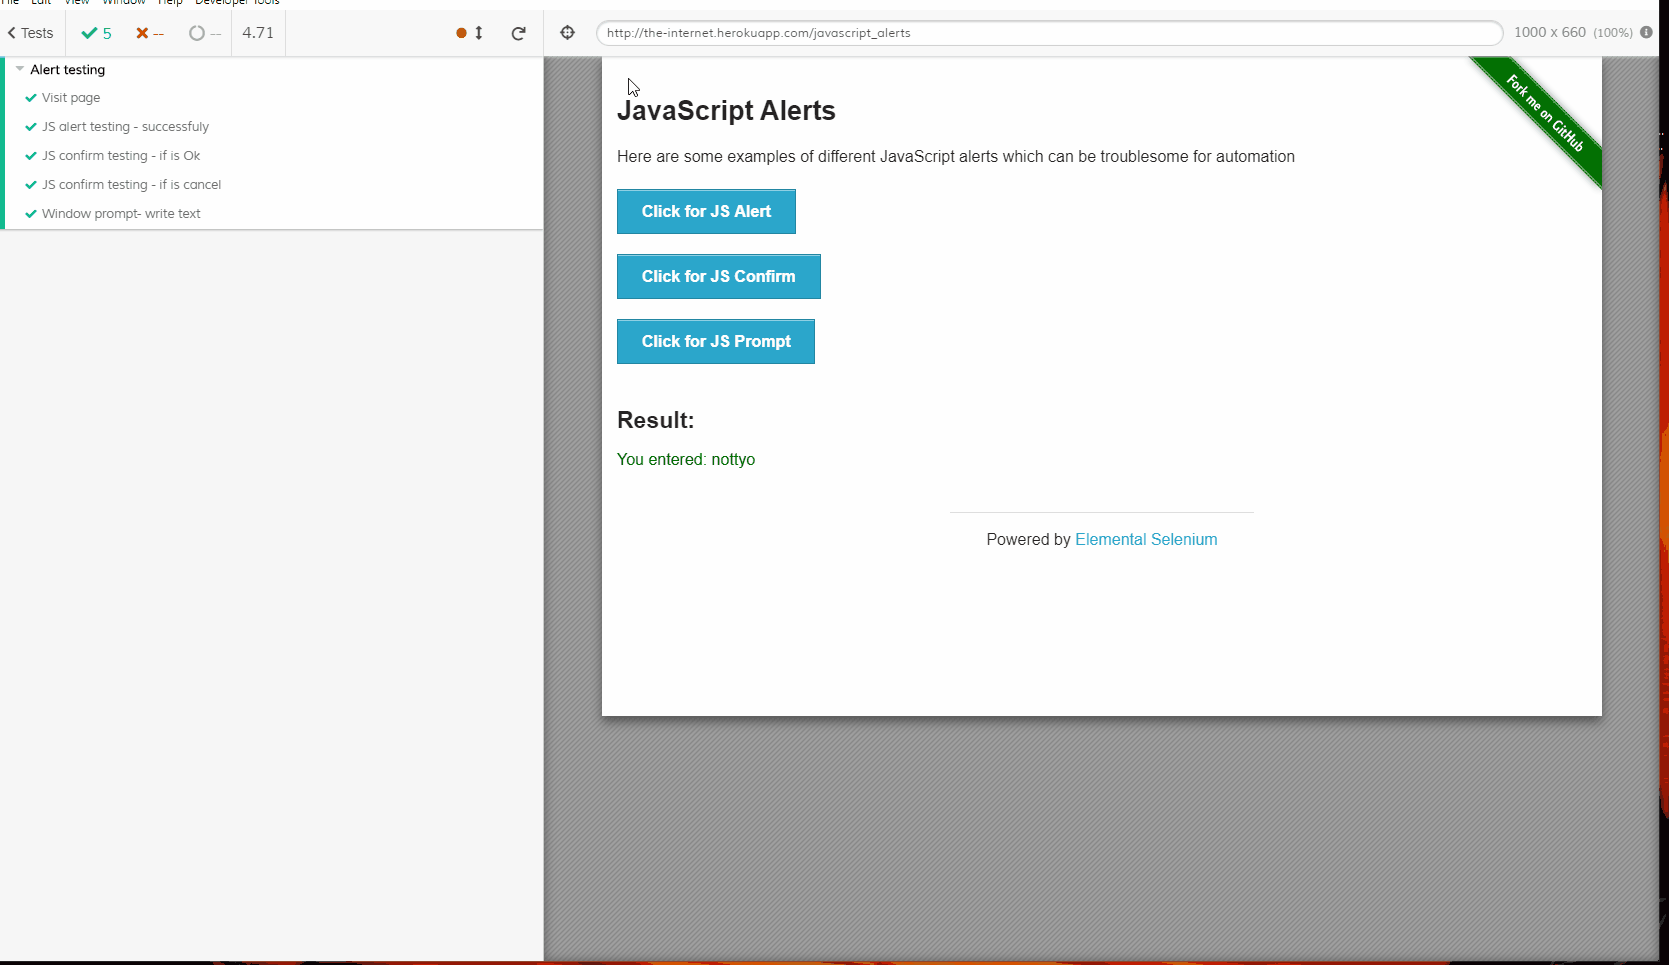 File Edit View Window Help Developer Tools
Tests 5 -- -- 4.71
http://the-internet.herokuapp.com/javascript_alerts 1000 x 660 (100%)
Alert testing
Visit page
JS alert testing - successfuly
JS confirm testing - if is Ok
JS confirm testing - if is cancel
Window prompt- write text
Fork me on GitHub
JavaScript Alerts
Here are some examples of different JavaScript alerts which can be troublesome for automation
Click for JS Alert
Click for JS Confirm
Click for JS Prompt
Result:
You entered: nottyo
Powered by Elemental Selenium